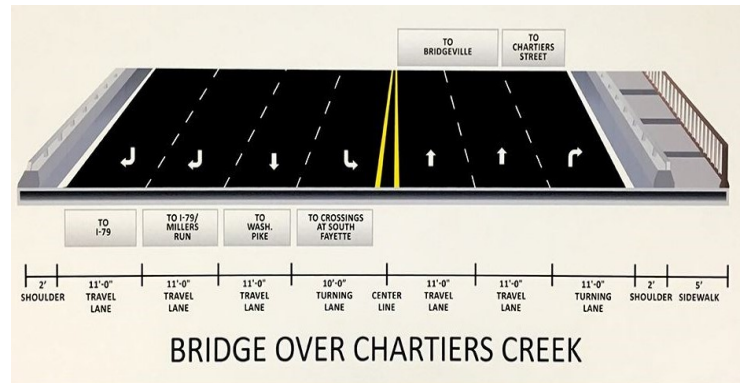 TO
BRIDGEVILLE
TO
CHARTIERS
STREET
TO
I-79
TO I-79/
MILLERS
RUN
TO
WASH.
PIKE
TO CROSSINGS
AT SOUTH
FAYETTE
2'
SHOULDER
11'-0"
TRAVEL
LANE
11'-0"
TRAVEL
LANE
11'-0"
TRAVEL
LANE
10'-0"
TURNING
LANE
CENTER
LINE
11'-0"
TRAVEL
LANE
11'-0"
TRAVEL
LANE
11'-0"
TURNING
LANE
2'
SHOULDER
5'
SIDEWALK
BRIDGE OVER CHARTIERS CREEK